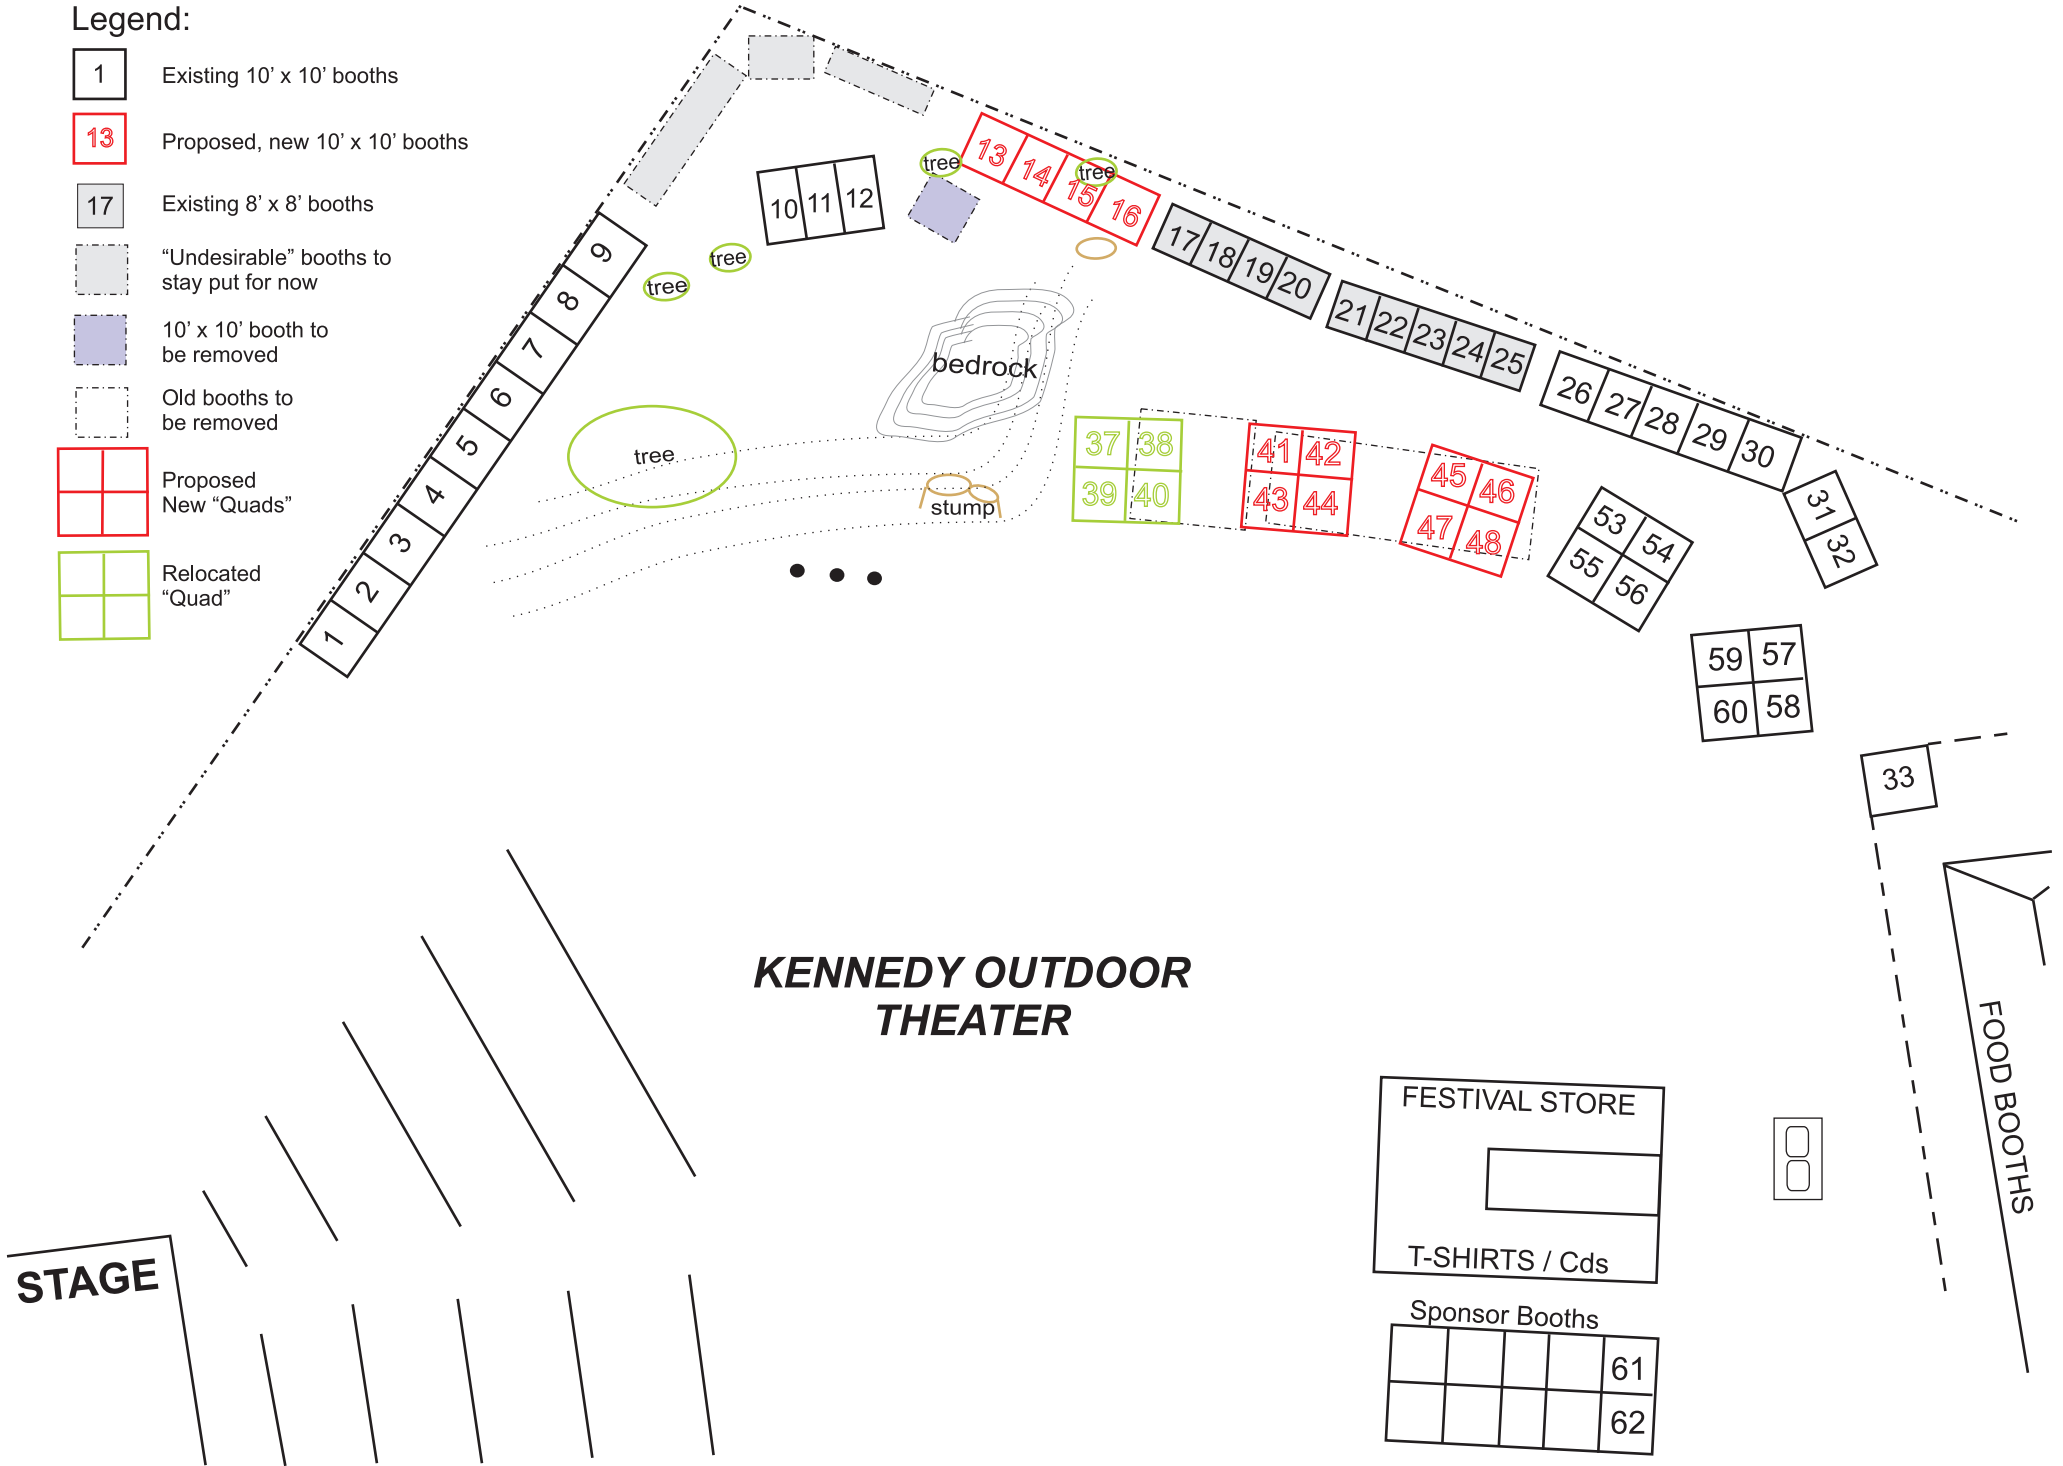 Legend:
1
Existing 10’ x 10’ booths
13
Proposed, new 10’ x 10’ booths
17
Existing 8’ x 8’ booths
“Undesirable” booths to
stay put for now
10’ x 10’ booth to
be removed
Old booths to
be removed
Proposed
New “Quads”
Relocated
“Quad”
1
2
3
4
5
6
7
8
9
10 11 12
tree
tree
tree
tree
tree
13 14 15 16
17 18 19 20
21 22 23 24 25
26 27 28 29 30
31
32
33
bedrock
stump
37 38
39 40
41 42
43 44
45 46
47 48
53 54
55 56
59 57
60 58
KENNEDY OUTDOOR
THEATER
STAGE
FESTIVAL STORE
T-SHIRTS / Cds
Sponsor Booths
61
62
FOOD BOOTHS